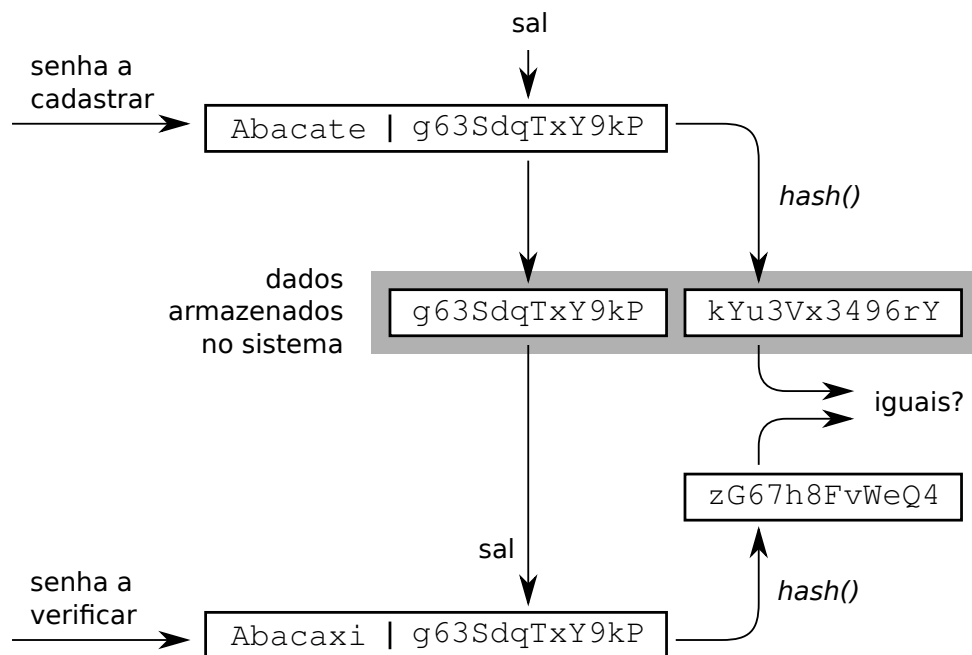 sal
senha a
cadastrar
Abacate | g63SdqTxY9kP
hash()
dados
armazenados
no sistema
g63SdqTxY9kP
kYu3Vx3496rY
iguais?
zG67h8FvWeQ4
sal
senha a
verificar
hash()
Abacaxi | g63SdqTxY9kP